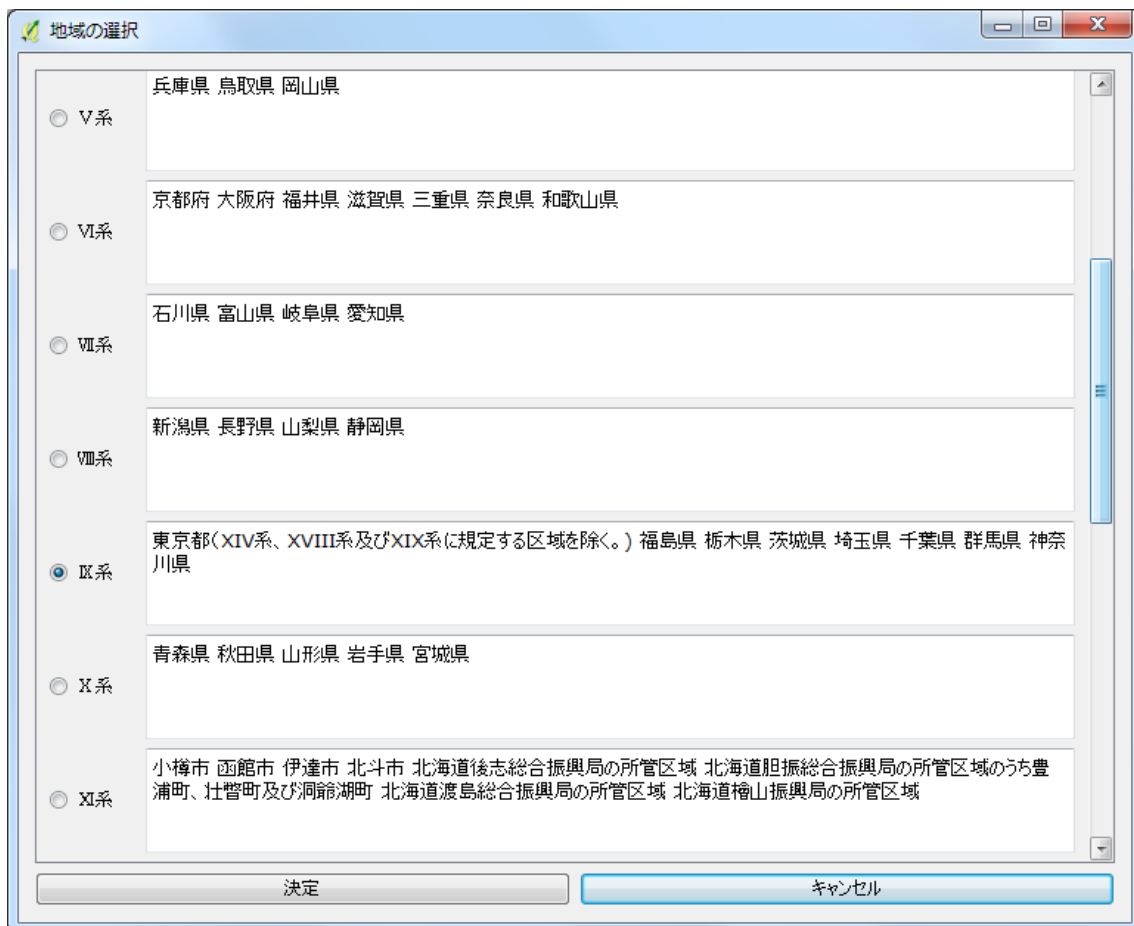 地域の選択
兵庫県 鳥取県 岡山県
Ⅴ系
京都府 大阪府 福井県 滋賀県 三重県 奈良県 和歌山県
Ⅵ系
石川県 富山県 岐阜県 愛知県
Ⅶ系
新潟県 長野県 山梨県 静岡県
Ⅷ系
東京都(XIV系、XVIII系及びXIX系に規定する区域を除く。) 福島県 栃木県 茨城県 埼玉県 千葉県 群馬県 神奈
川県
Ⅸ系
青森県 秋田県 山形県 岩手県 宮城県
Ⅹ系
小樽市 函館市 伊達市 北斗市 北海道後志総合振興局の所管区域 北海道胆振総合振興局の所管区域のうち豊
浦町、壮瞥町及び洞爺湖町 北海道渡島総合振興局の所管区域 北海道檜山振興局の所管区域
Ⅺ系
決定
キャンセル